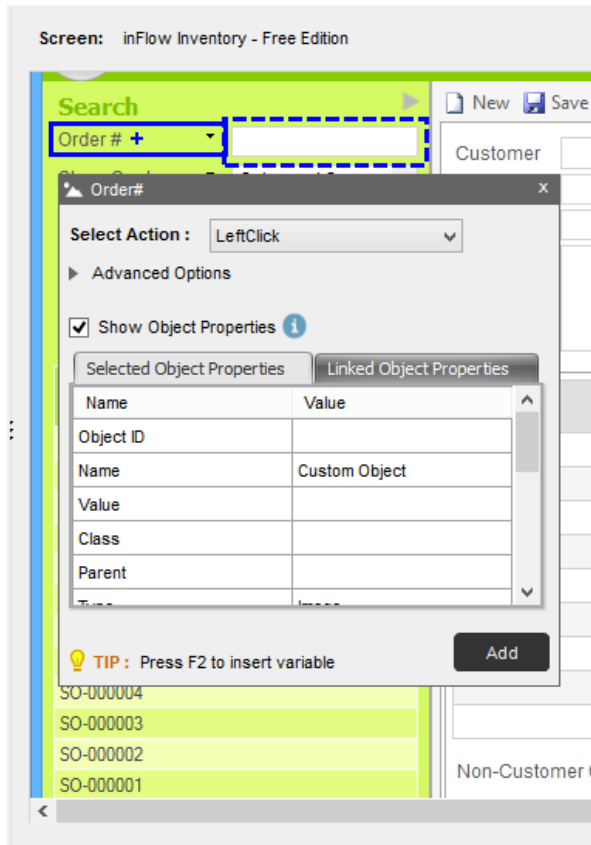 Screen: inFlow Inventory - Free Edition
Search
New Save
Order # +
Customer
Order# x
Select Action : LeftClick
Advanced Options
Show Object Properties i
Selected Object Properties Linked Object Properties
Name Value
Object ID
Name Custom Object
Value
Class
Parent
TIP : Press F2 to insert variable
Add
SO-000004
SO-000003
SO-000002
SO-000001
Non-Customer